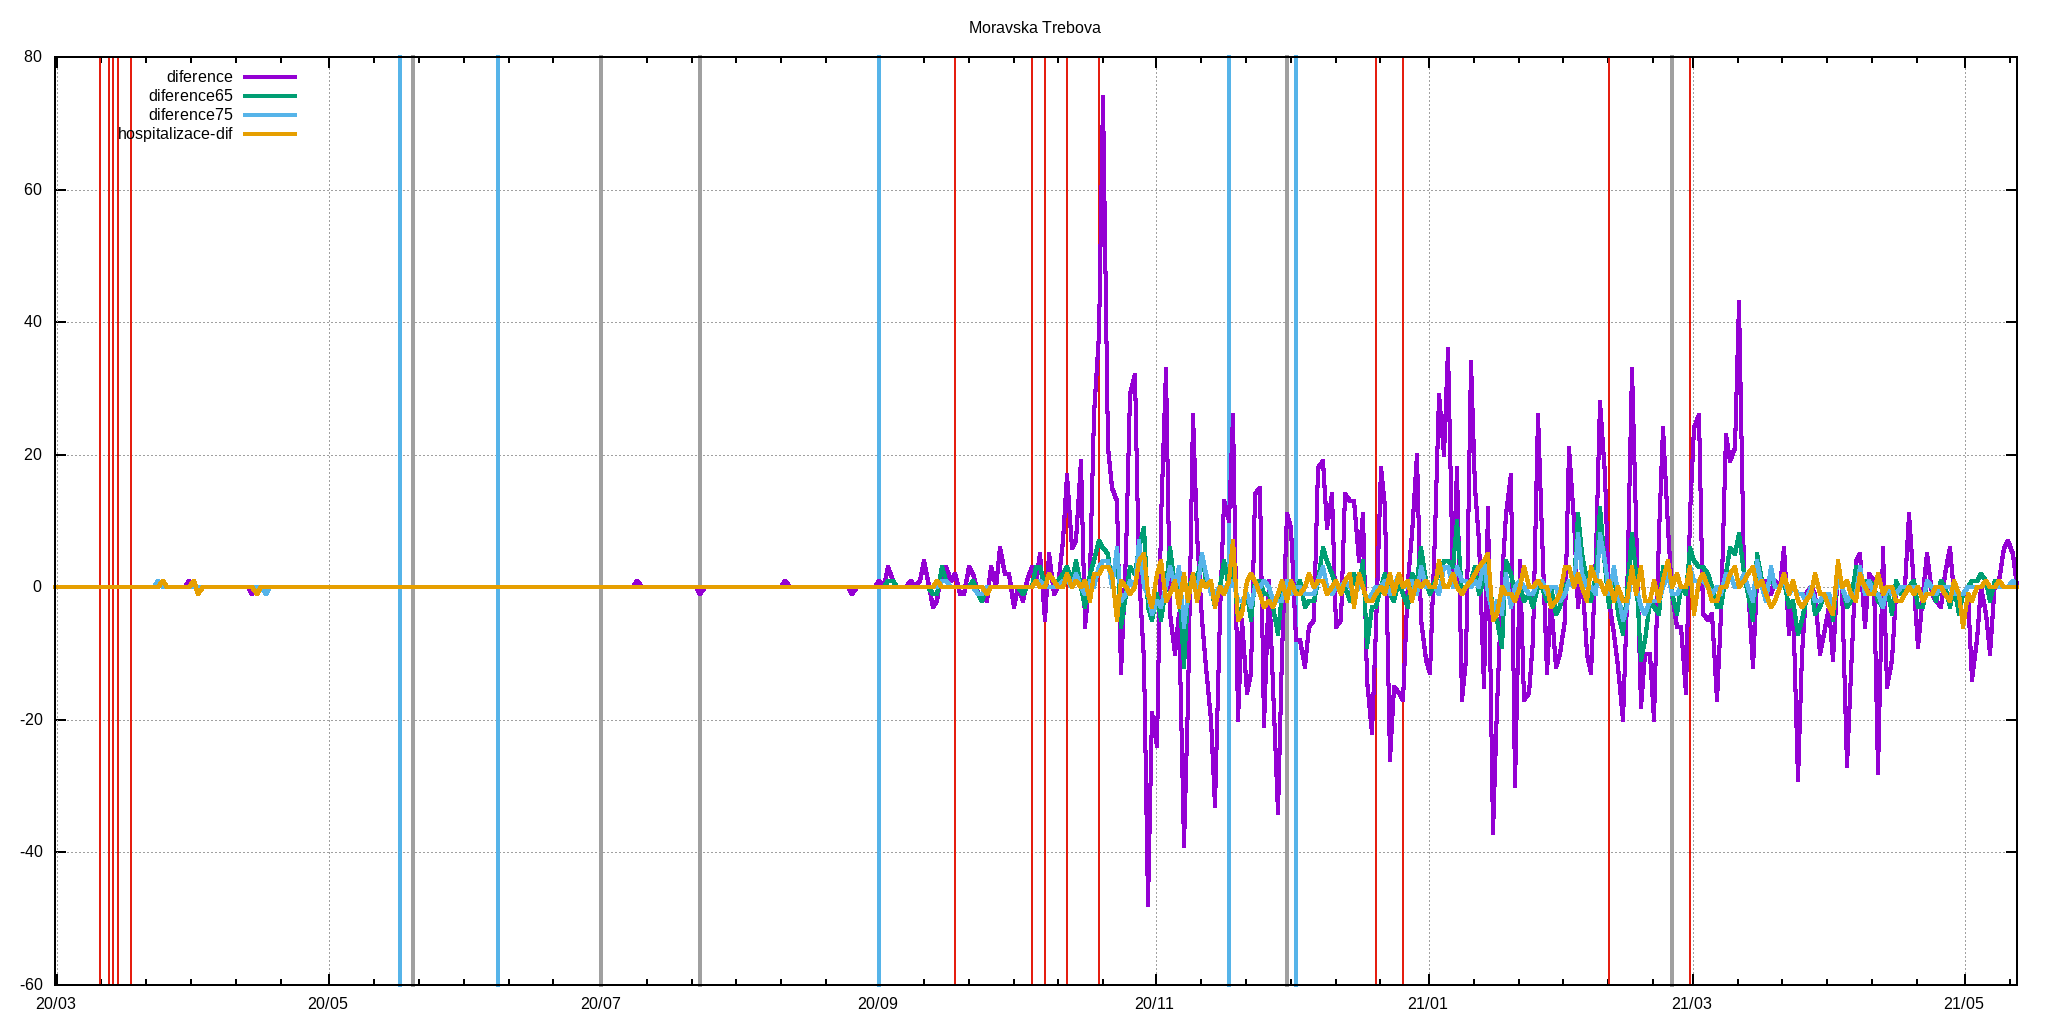 Moravska Trebova
80
60
40
20
0
-20
-40
-60
diference
diference65
diference75
hospitalizace-dif
20/03 20/05 20/07 20/09 20/11 21/01 21/03 21/05